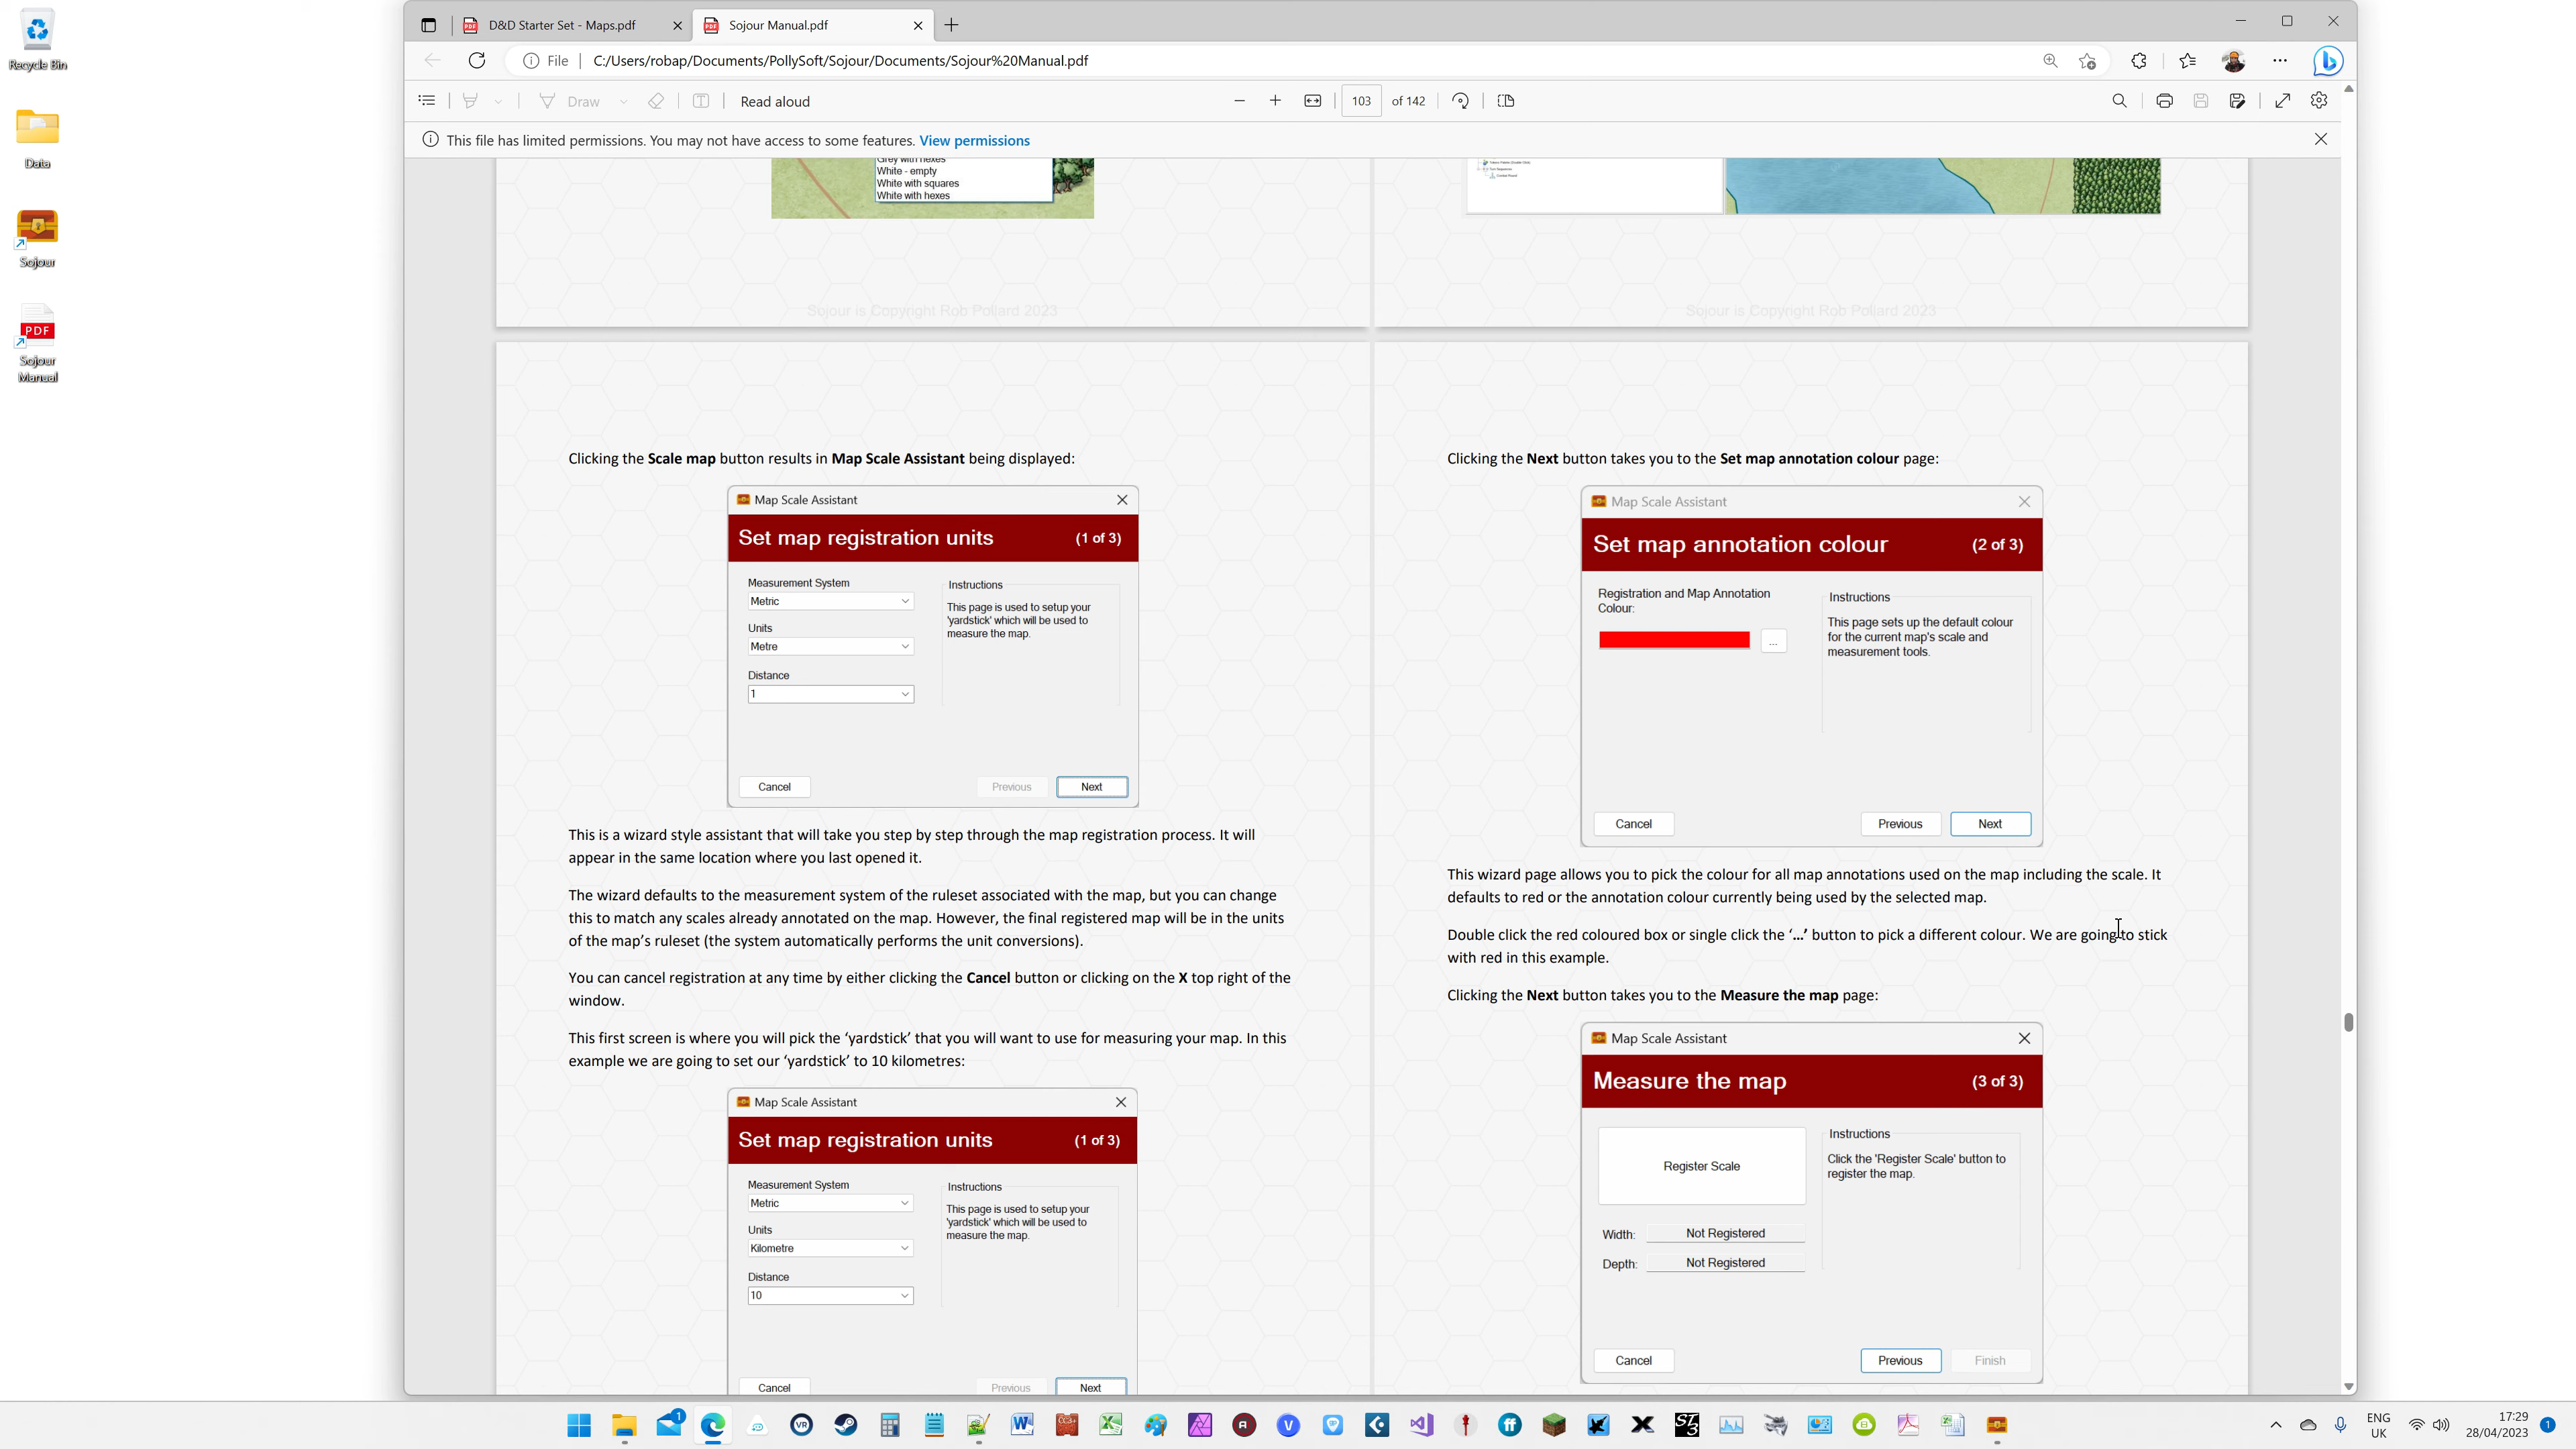 Recycle Bin
Data
Sojour
PDF
Sojour
Manual
D&D Starter Set - Maps.pdf
Sojour Manual.pdf
File
C:/Users/robap/Documents/PollySoft/Sojour/Documents/Sojour%20Manual.pdf
Draw
Read aloud
103 of 142
This file has limited permissions. You may not have access to some features. View permissions
Grey with hexes
White - empty
White with squares
White with hexes
Sojour is Copyright Rob Pollard 2023
Sojour is Copyright Rob Pollard 2023
Clicking the Scale map button results in Map Scale Assistant being displayed:
Map Scale Assistant
Set map registration units (1 of 3)
Measurement System
Metric
Units
Metre
Distance
1
Instructions
This page is used to setup your
'yardstick' which will be used to
measure the map.
Cancel Previous Next
This is a wizard style assistant that will take you step by step through the map registration process. It will
appear in the same location where you last opened it.
The wizard defaults to the measurement system of the ruleset associated with the map, but you can change
this to match any scales already annotated on the map. However, the final registered map will be in the units
of the map’s ruleset (the system automatically performs the unit conversions).
You can cancel registration at any time by either clicking the Cancel button or clicking on the X top right of the
window.
This first screen is where you will pick the ‘yardstick’ that you will want to use for measuring your map. In this
example we are going to set our ‘yardstick’ to 10 kilometres:
Map Scale Assistant
Set map registration units (1 of 3)
Measurement System
Metric
Units
Kilometre
Distance
10
Instructions
This page is used to setup your
'yardstick' which will be used to
measure the map.
Cancel Previous Next
Clicking the Next button takes you to the Set map annotation colour page:
Map Scale Assistant
Set map annotation colour (2 of 3)
Registration and Map Annotation
Colour:
...
Instructions
This page sets up the default colour
for the current map's scale and
measurement tools.
Cancel Previous Next
This wizard page allows you to pick the colour for all map annotations used on the map including the scale. It
defaults to red or the annotation colour currently being used by the selected map.
Double click the red coloured box or single click the ‘...’ button to pick a different colour. We are going to stick
with red in this example.
Clicking the Next button takes you to the Measure the map page:
Map Scale Assistant
Measure the map (3 of 3)
Register Scale
Width: Not Registered
Depth: Not Registered
Instructions
Click the 'Register Scale' button to
register the map.
Cancel Previous Finish
ENG
UK
17:29
28/04/2023
1